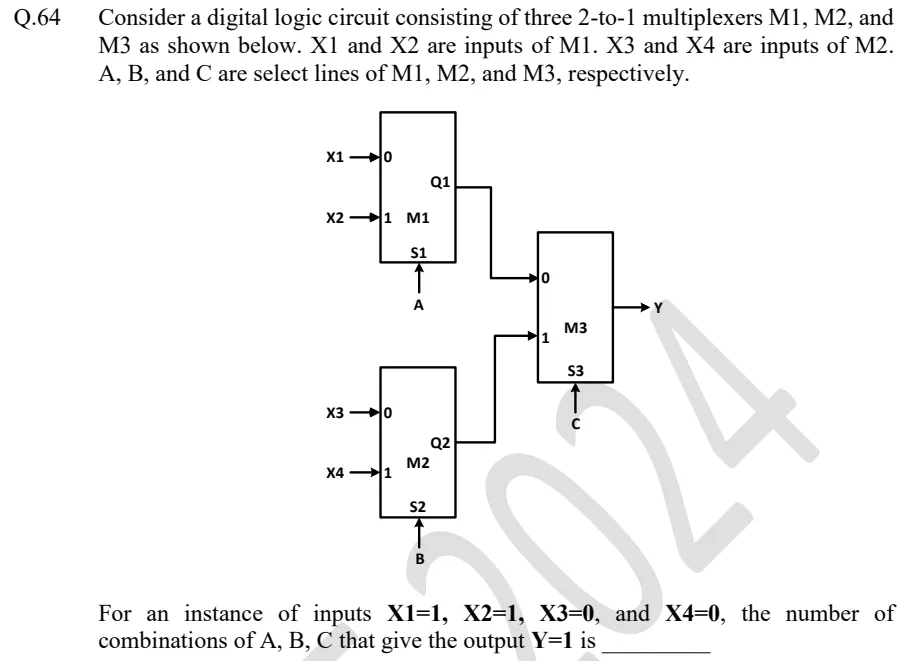 Q.64 Consider a digital logic circuit consisting of three 2-to-1 multiplexers M1, M2, and
M3 as shown below. X1 and X2 are inputs of M1. X3 and X4 are inputs of M2.
A, B, and C are select lines of M1, M2, and M3, respectively.
X1 0
Q1
X2 1 M1
S1
A
0
Y
M3
1
S3
C
X3 0
Q2
M2
X4 1
S2
B
2024
For an instance of inputs X1=1, X2=1, X3=0, and X4=0, the number of
combinations of A, B, C that give the output Y=1 is __________